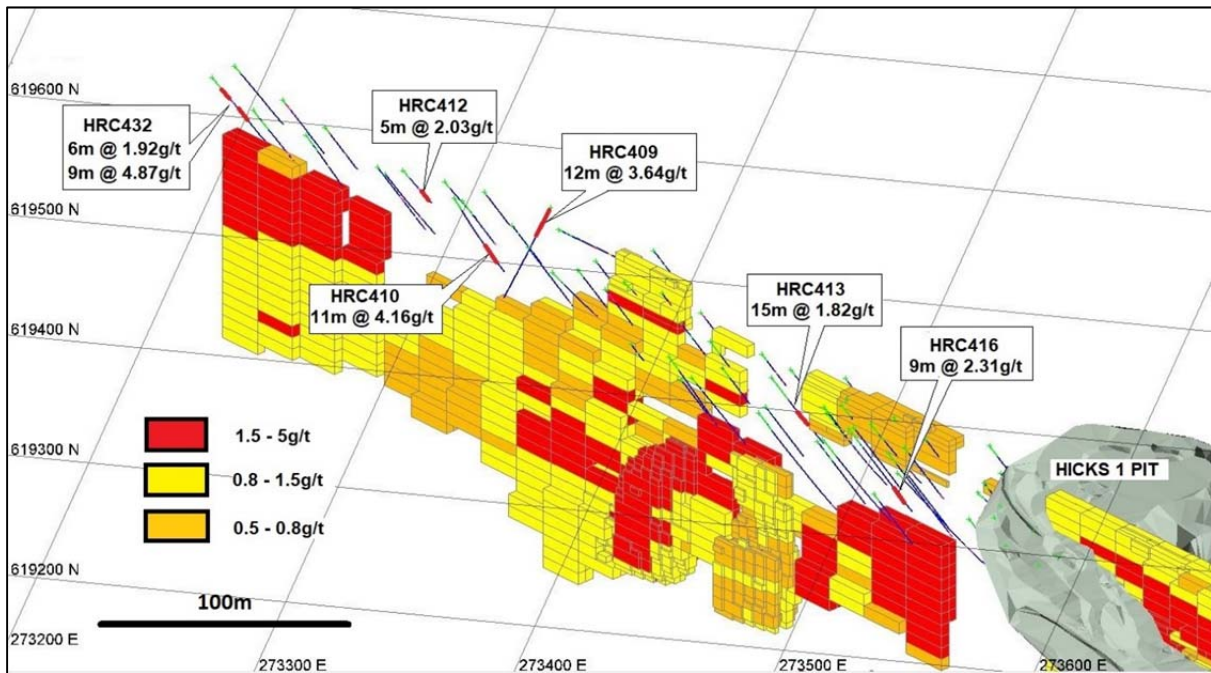 619600 N
HRC432
6m @ 1.92g/t
9m @ 4.87g/t
HRC412
5m @ 2.03g/t
HRC409
12m @ 3.64g/t
619500 N
HRC410
11m @ 4.16g/t
HRC413
15m @ 1.82g/t
HRC416
9m @ 2.31g/t
619400 N
1.5 - 5g/t
0.8 - 1.5g/t
0.5 - 0.8g/t
HICKS 1 PIT
619300 N
619200 N
100m
273200 E
273300 E
273400 E
273500 E
273600 E